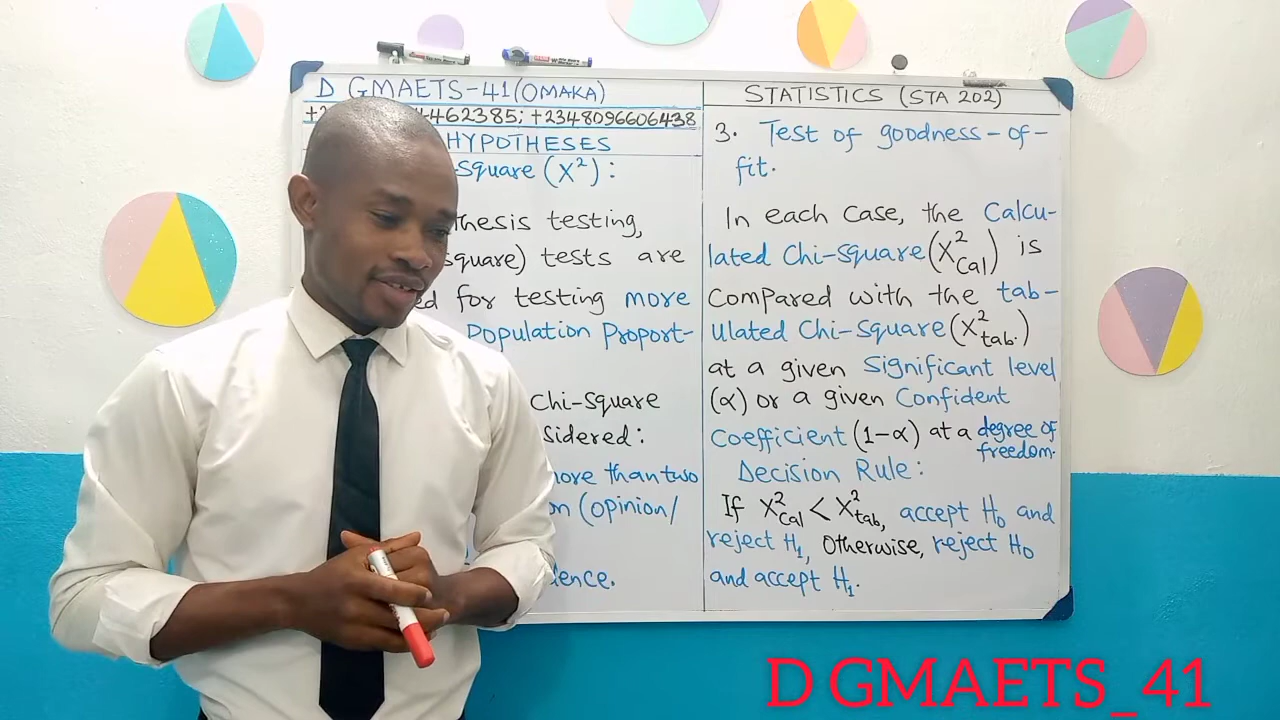 D GMAETS-41(OMAKA)
462385; +2348096606438
HYPOTHESES
square (X²):
thesis testing,
square) tests are
ed for testing more
Population Proport-
Chi-square
sidered:
more than two
on (opinion/
dence.
STATISTICS (STA 202)
3. Test of goodness-of-
fit.
In each case, the Calcu-
lated Chi-square (X²cal) is
Compared with the tab-
ulated Chi-square (X²tab.)
at a given Significant level
(α) or a given Confident
Coefficient (1-α) at a degree of
freedom.
Decision Rule:
If X²cal < X²tab, accept H₀ and
reject H₁, Otherwise, reject H₀
and accept H₁.
D GMAETS_41